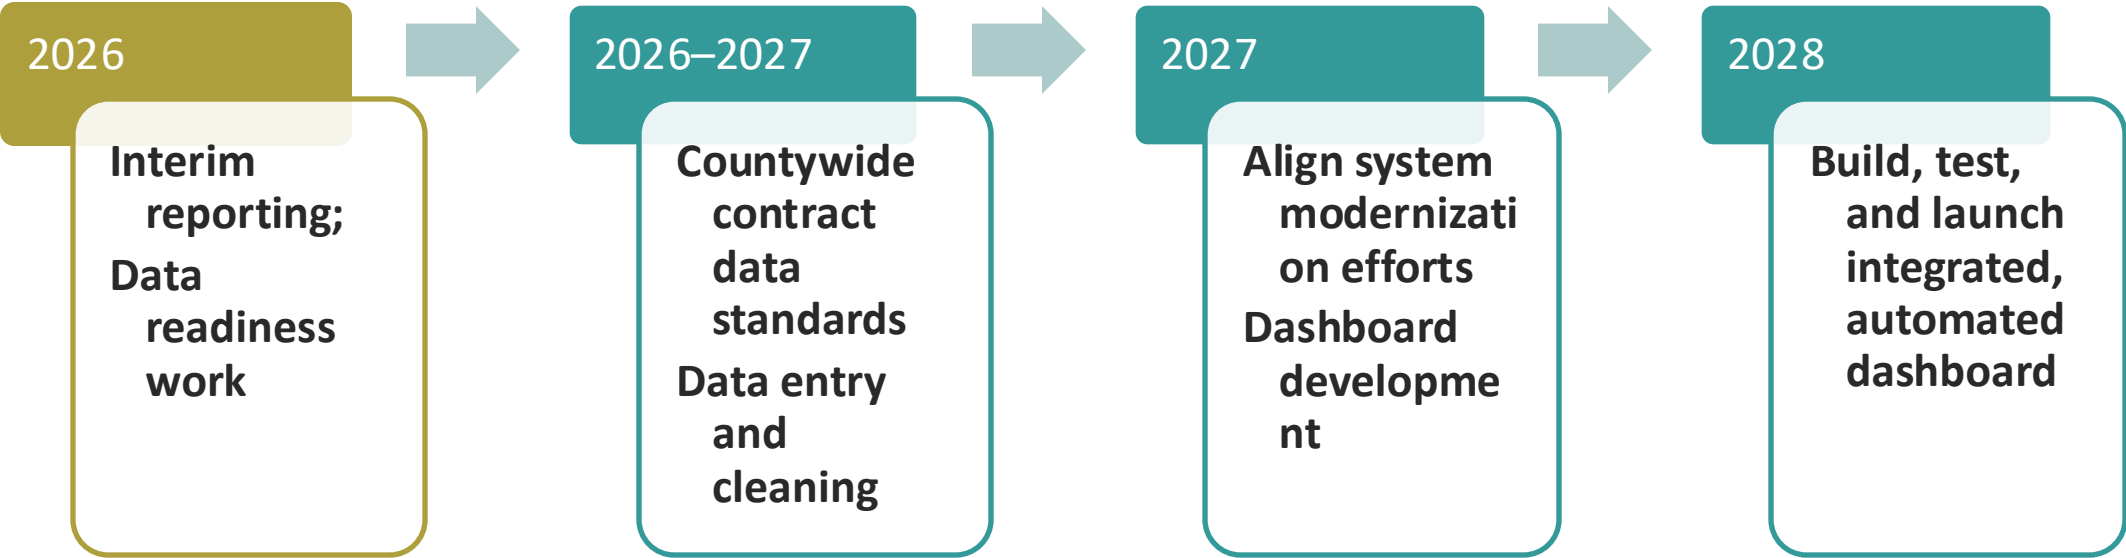 2026
Interim
reporting;
Data
readiness
work
2026–2027
Countywide
contract
data
standards
Data entry
and
cleaning
2027
Align system
modernizati
on efforts
Dashboard
developme
nt
2028
Build, test,
and launch
integrated,
automated
dashboard